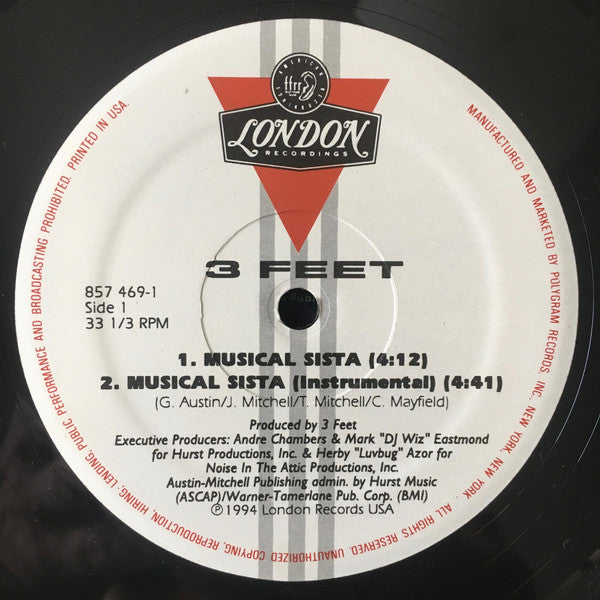 AMERICAN RECORDINGS
ffrr
LONDON
RECORDINGS
3 FEET
857 469-1
Side 1
33 1/3 RPM
1. MUSICAL SISTA (4:12)
2. MUSICAL SISTA (Instrumental) (4:41)
(G. Austin/J. Mitchell/T. Mitchell/C. Mayfield)
Produced by 3 Feet
Executive Producers: Andre Chambers & Mark "DJ Wiz" Eastmond
for Hurst Productions, Inc. & Herby "Luvbug" Azor for
Noise In The Attic Productions, Inc.
Austin-Mitchell Publishing admin. by Hurst Music
(ASCAP)/Warner-Tamerlane Pub. Corp. (BMI)
℗ 1994 London Records USA
MANUFACTURED AND MARKETED BY POLYGRAM RECORDS INC. NEW YORK, NEW YORK . ALL RIGHTS RESERVED. UNAUTHORIZED COPYING, REPRODUCTION, HIRING, LENDING, PUBLIC PERFORMANCE AND BROADCASTING PROHIBITED. PRINTED IN USA.